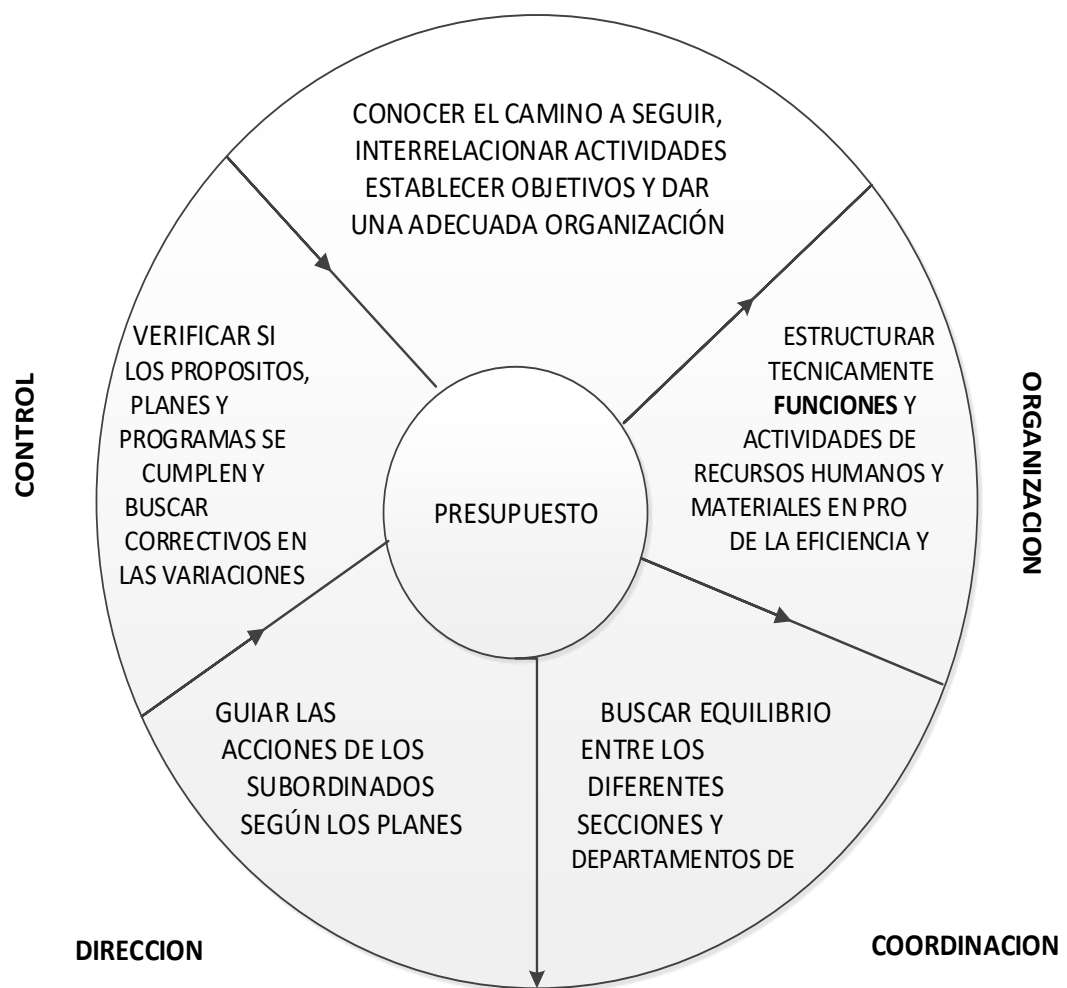 CONOCER EL CAMINO A SEGUIR,
INTERRELACIONAR ACTIVIDADES
ESTABLECER OBJETIVOS Y DAR
UNA ADECUADA ORGANIZACIÓN
CONTROL
VERIFICAR SI
LOS PROPOSITOS,
PLANES Y
PROGRAMAS SE
CUMPLEN Y
BUSCAR
CORRECTIVOS EN
LAS VARIACIONES
PRESUPUESTO
ESTRUCTURAR
TECNICAMENTE
FUNCIONES Y
ACTIVIDADES DE
RECURSOS HUMANOS Y
MATERIALES EN PRO
DE LA EFICIENCIA Y
ORGANIZACION
GUIAR LAS
ACCIONES DE LOS
SUBORDINADOS
SEGÚN LOS PLANES
BUSCAR EQUILIBRIO
ENTRE LOS
DIFERENTES
SECCIONES Y
DEPARTAMENTOS DE
DIRECCION
COORDINACION